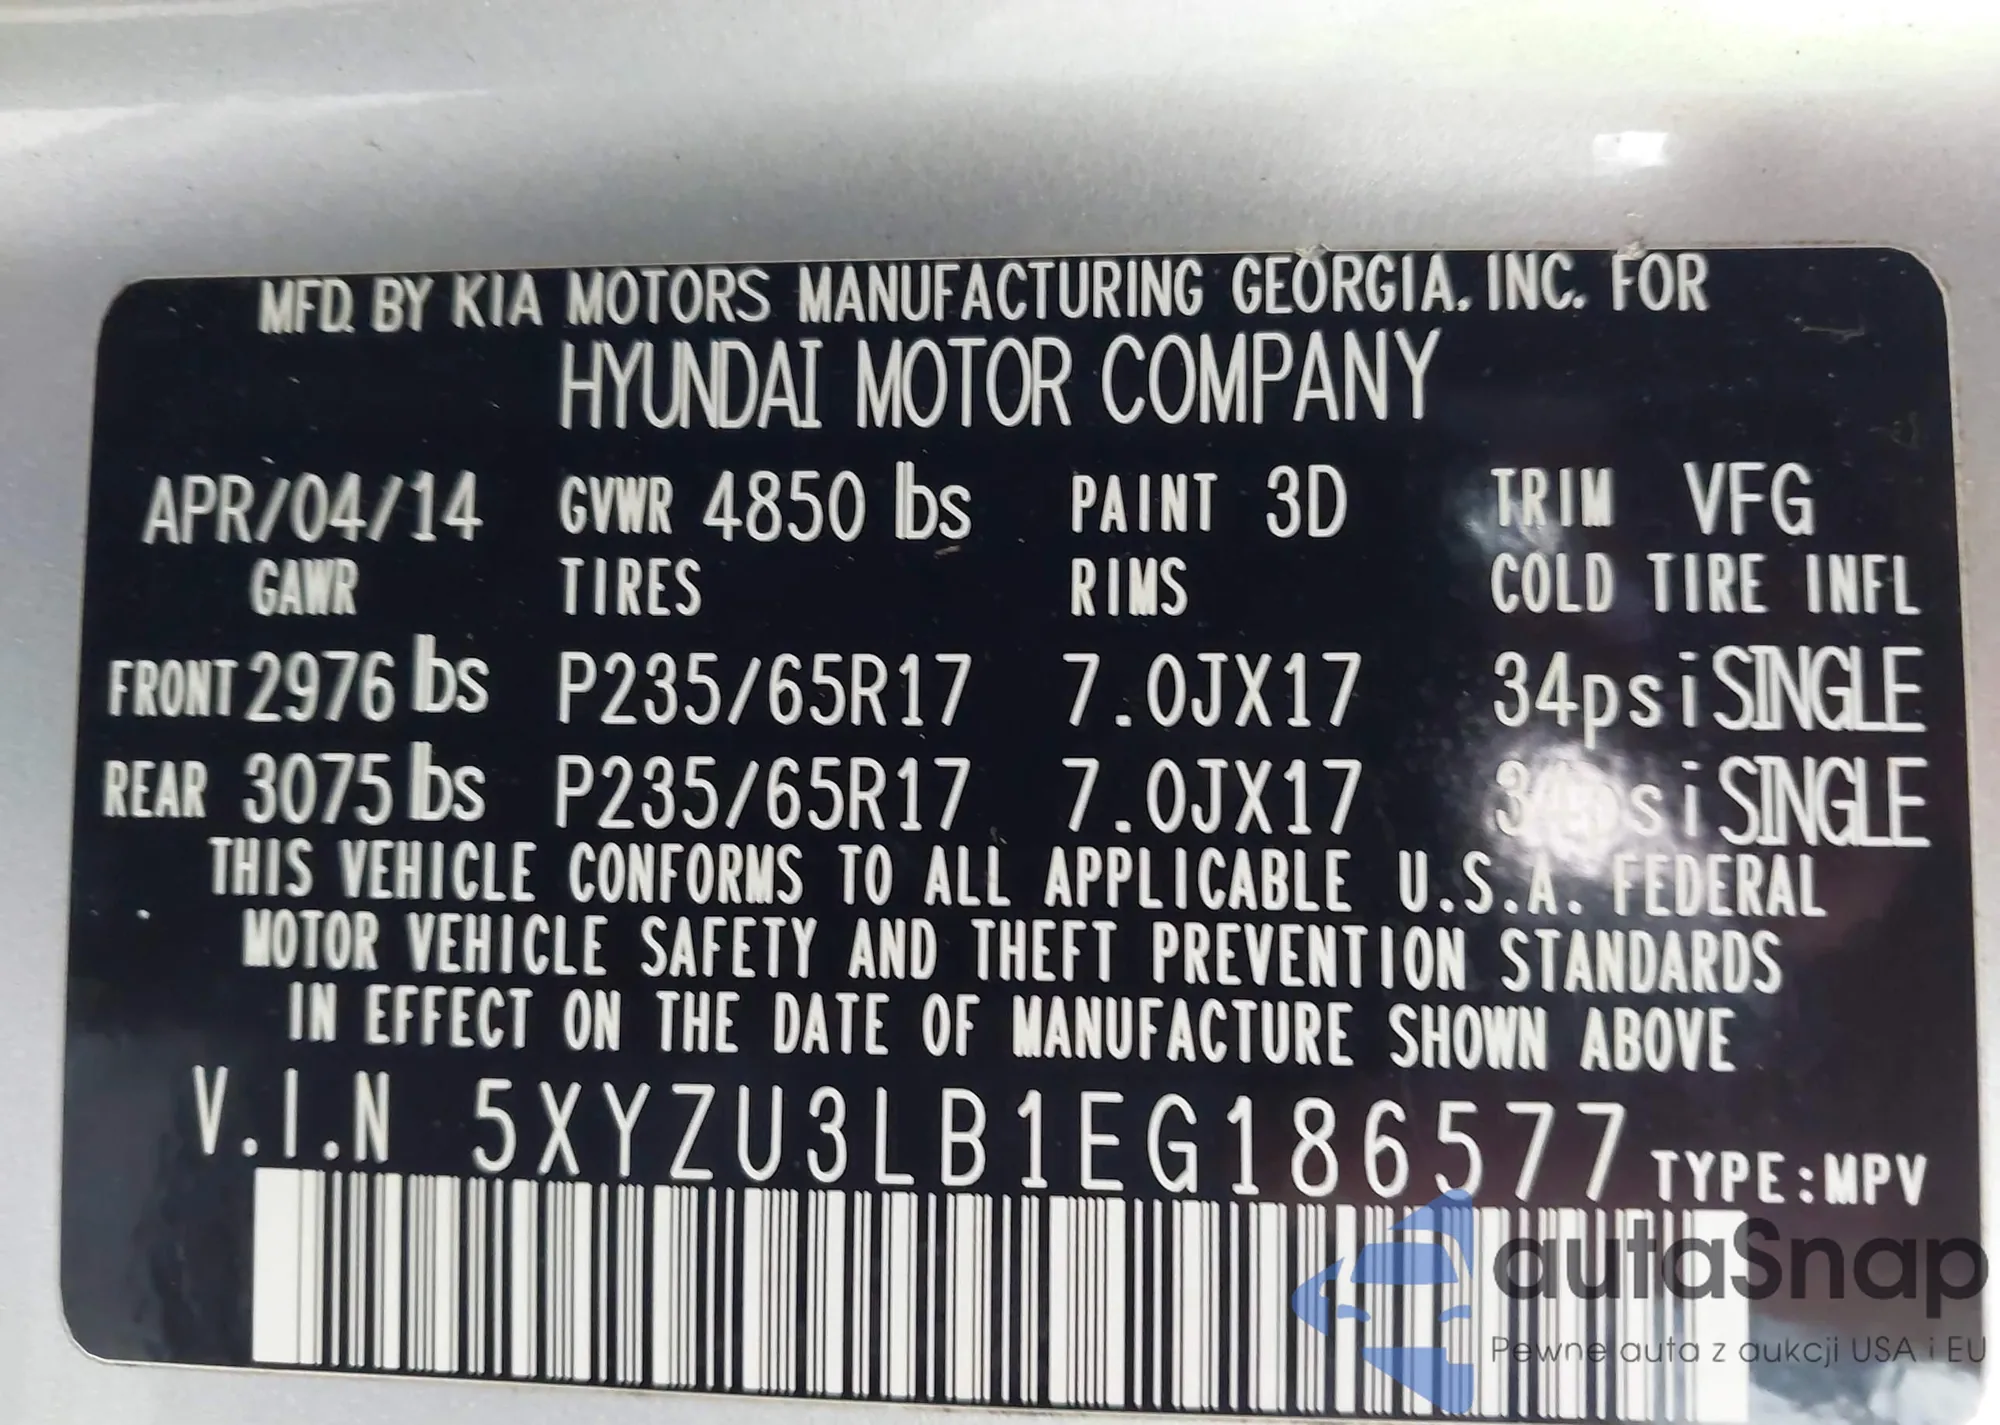 MFD. BY KIA MOTORS MANUFACTURING GEORGIA, INC. FOR
HYUNDAI MOTOR COMPANY
APR/04/14 GVWR 4850 lbs PAINT 3D TRIM VFG
GAWR TIRES RIMS COLD TIRE INFL
FRONT 2976 lbs P235/65R17 7.0JX17 34psi SINGLE
REAR 3075 lbs P235/65R17 7.0JX17 34psi SINGLE
THIS VEHICLE CONFORMS TO ALL APPLICABLE U.S.A. FEDERAL
MOTOR VEHICLE SAFETY AND THEFT PREVENTION STANDARDS
IN EFFECT ON THE DATE OF MANUFACTURE SHOWN ABOVE
V.I.N 5XYZU3LB1EG186577 TYPE:MPV
autaSnap
Pewne auta z aukcji USA i EU